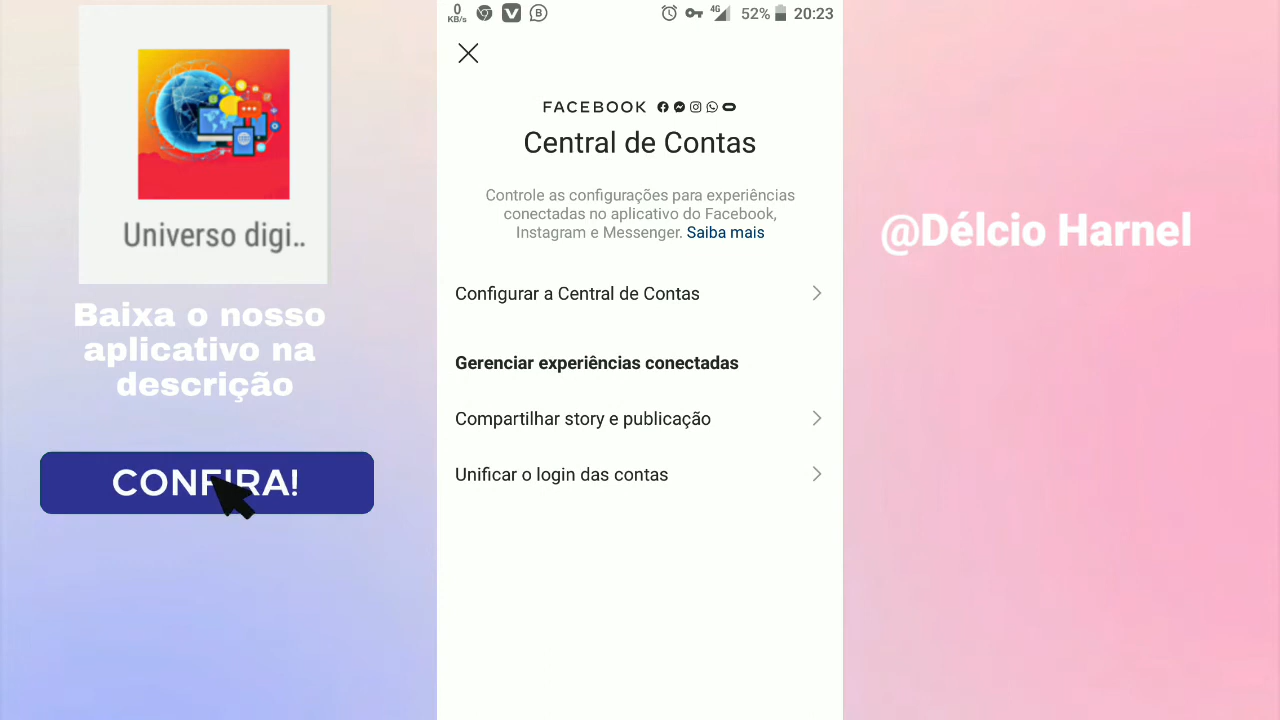 Universo digi..
Baixa o nosso
aplicativo na
descrição
CONFIRA!
0
KB/s
4G
52%
20:23
FACEBOOK
Central de Contas
Controle as configurações para experiências
conectadas no aplicativo do Facebook,
Instagram e Messenger. Saiba mais
Configurar a Central de Contas
Gerenciar experiências conectadas
Compartilhar story e publicação
Unificar o login das contas
@Délcio Harnel